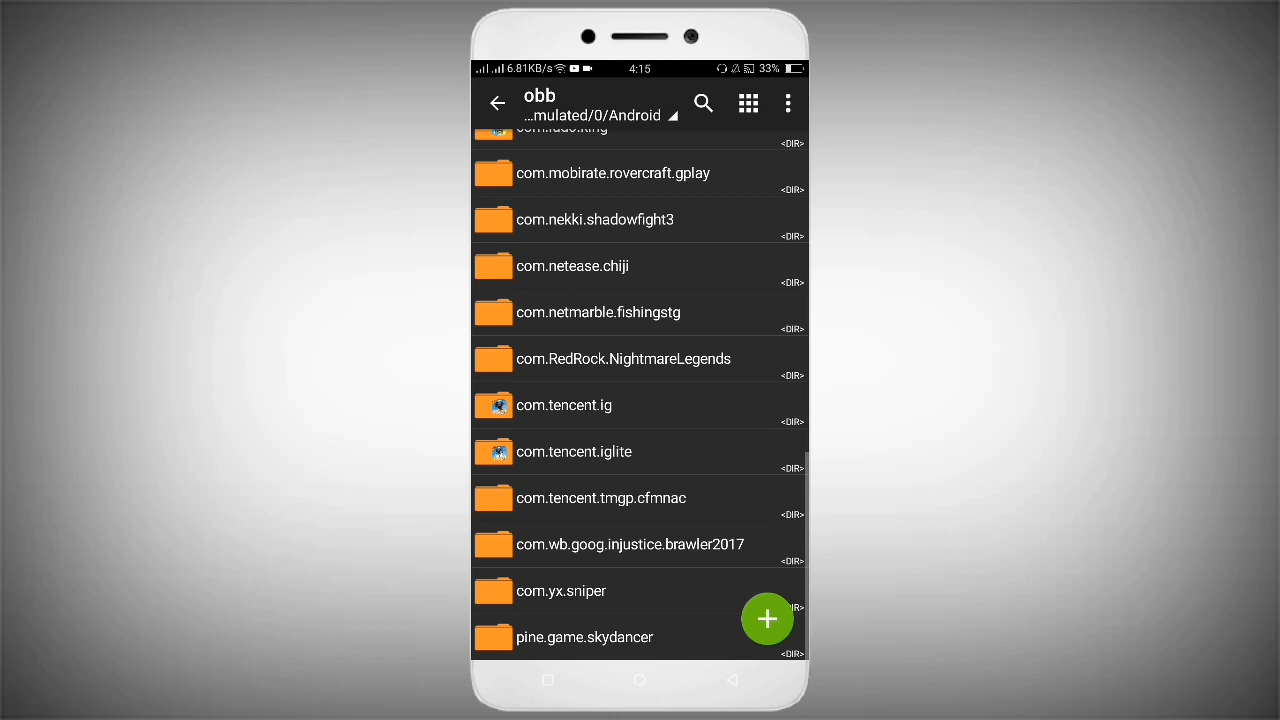 6.81KB/s 4:15 33%
obb
...mulated/0/Android
com.ludo.king
<DIR>
com.mobirate.rovercraft.gplay
<DIR>
com.nekki.shadowfight3
<DIR>
com.netease.chiji
<DIR>
com.netmarble.fishingstg
<DIR>
com.RedRock.NightmareLegends
<DIR>
com.tencent.ig
<DIR>
com.tencent.iglite
<DIR>
com.tencent.tmgp.cfmnac
<DIR>
com.wb.goog.injustice.brawler2017
<DIR>
com.yx.sniper
pine.game.skydancer
<DIR>